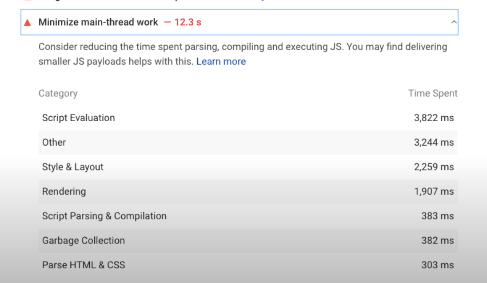 Minimize main-thread work — 12.3 s
Consider reducing the time spent parsing, compiling and executing JS. You may find delivering
smaller JS payloads helps with this. Learn more
Category Time Spent
Script Evaluation 3,822 ms
Other 3,244 ms
Style & Layout 2,259 ms
Rendering 1,907 ms
Script Parsing & Compilation 383 ms
Garbage Collection 382 ms
Parse HTML & CSS 303 ms